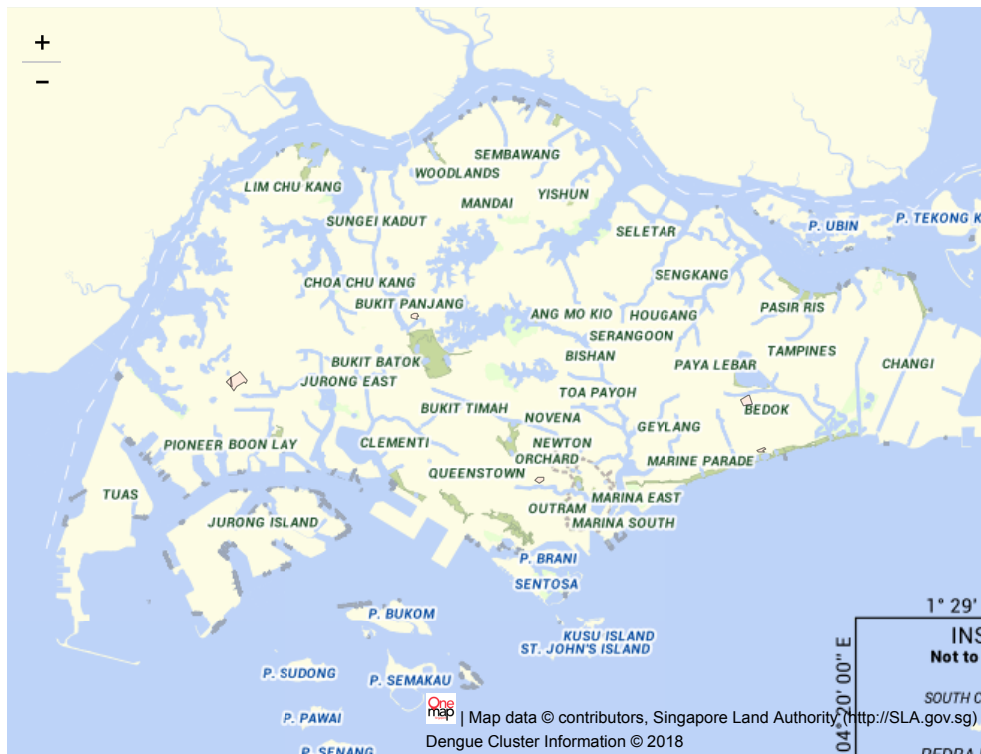 +
−
SEMBAWANG
WOODLANDS
LIM CHU KANG
YISHUN
MANDAI
SUNGEI KADUT
SELETAR
P. UBIN
P. TEKONG K
SENGKANG
CHOA CHU KANG
BUKIT PANJANG
ANG MO KIO
HOUGANG
PASIR RIS
SERANGOON
BISHAN
TAMPINES
BUKIT BATOK
PAYA LEBAR
CHANGI
JURONG EAST
TOA PAYOH
BUKIT TIMAH
NOVENA
BEDOK
GEYLANG
PIONEER BOON LAY
CLEMENTI
NEWTON
ORCHARD
MARINE PARADE
QUEENSTOWN
TUAS
MARINA EAST
OUTRAM
JURONG ISLAND
MARINA SOUTH
P. BRANI
SENTOSA
P. BUKOM
KUSU ISLAND
ST. JOHN'S ISLAND
P. SUDONG
P. SEMAKAU
P. PAWAI
P. SENANG
1° 29'
INS
Not to
04° 20' 00" E
SOUTH C
PEDRA
One
map
| Map data © contributors, Singapore Land Authority (http://SLA.gov.sg)
Dengue Cluster Information © 2018